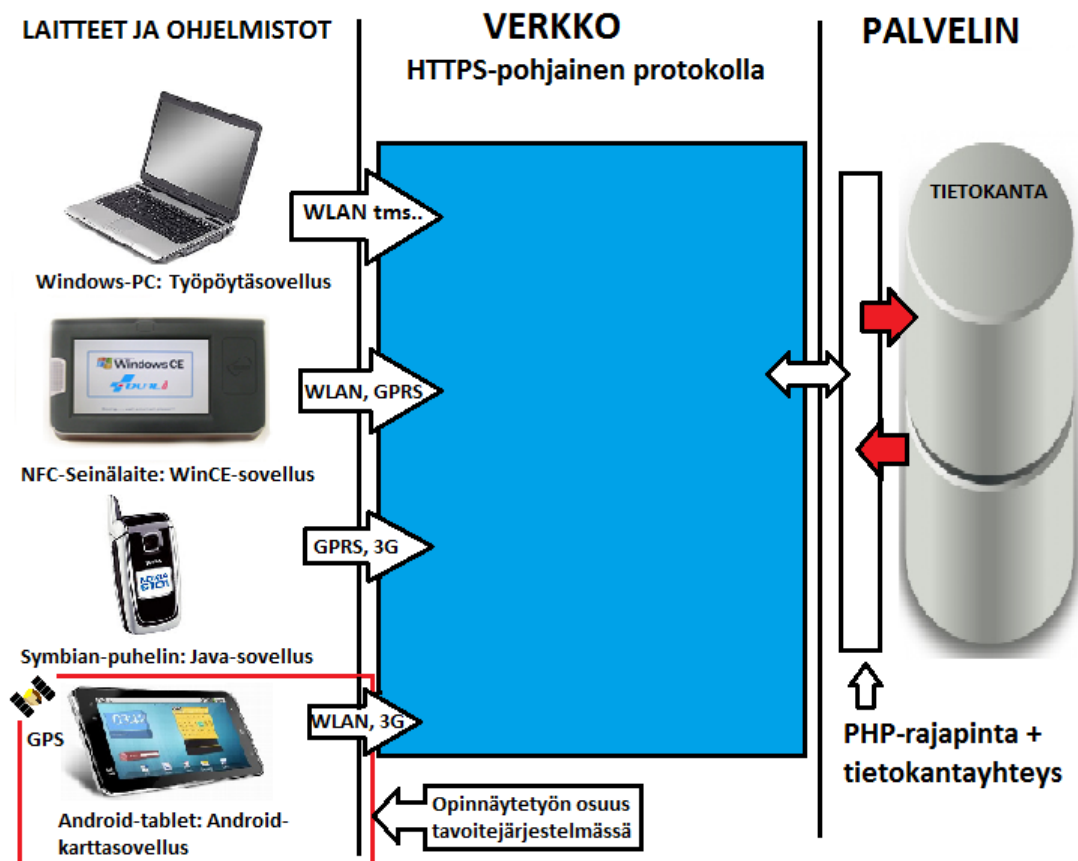 LAITTEET JA OHJELMISTOT
VERKKO
HTTPS-pohjainen protokolla
PALVELIN
WLAN tms..
Windows-PC: Työpöytäsovellus
TIETOKANTA
Windows CE
WLAN, GPRS
NFC-Seinälaite: WinCE-sovellus
NOKIA
6101
GPRS, 3G
Symbian-puhelin: Java-sovellus
GPS
WLAN, 3G
Android-tablet: Android-
karttasovellus
Opinnäytetyön osuus
tavoitejärjestelmässä
PHP-rajapinta +
tietokantayhteys